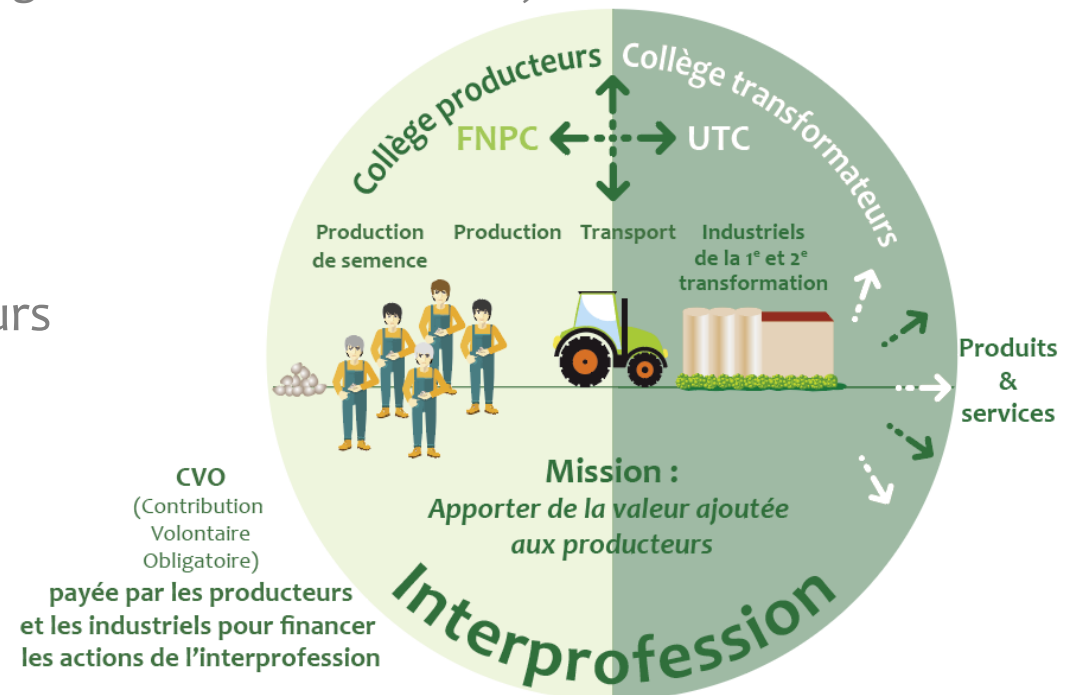 urs
Collège producteurs
Collège transformateurs
FNPC
UTC
Production
de semence
Production
Transport
Industriels
de la 1e et 2e
transformation
Produits
&
services
CVO
(Contribution
Volontaire
Obligatoire)
payée par les producteurs
et les industriels pour financer
les actions de l’interprofession
Mission :
Apporter de la valeur ajoutée
aux producteurs
Interprofession